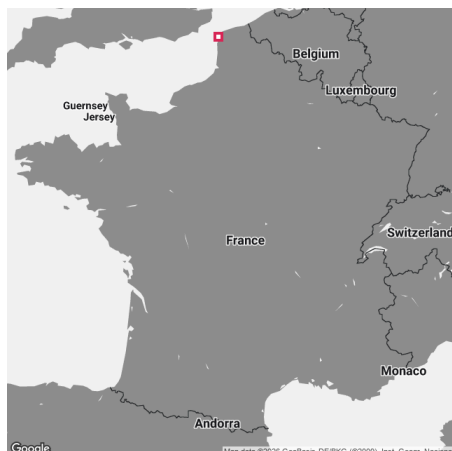 Belgium
Luxembourg
Guernsey
Jersey
Switzerland
France
Monaco
Andorra
Google